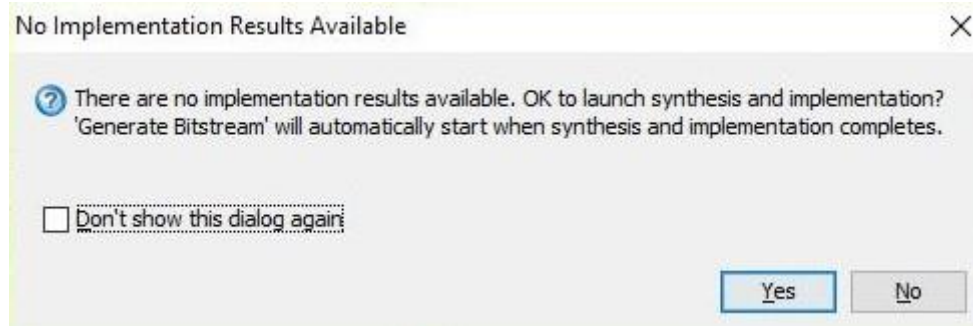 No Implementation Results Available
There are no implementation results available. OK to launch synthesis and implementation?
'Generate Bitstream' will automatically start when synthesis and implementation completes.
Don't show this dialog again
Yes No